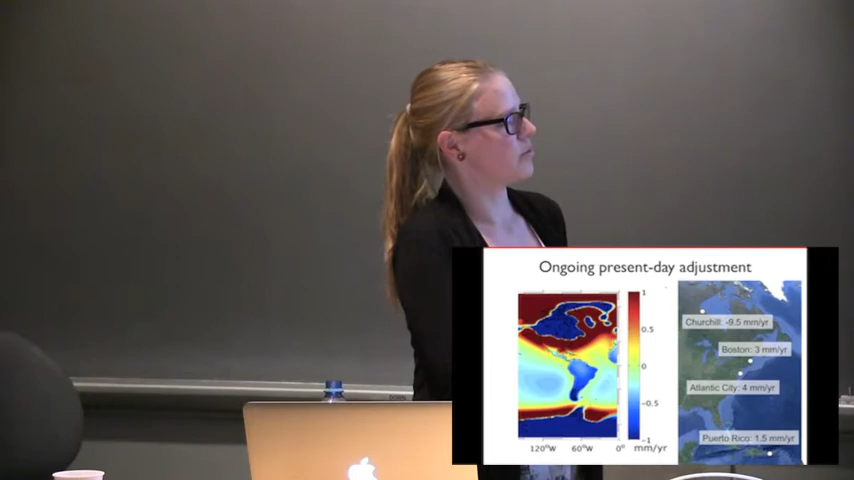 Ongoing present-day adjustment
1
0.5
0
−0.5
−1
120°W 60°W 0° mm/yr
Churchill: -9.5 mm/yr
Boston: 3 mm/yr
Atlantic City: 4 mm/yr
Puerto Rico: 1.5 mm/yr